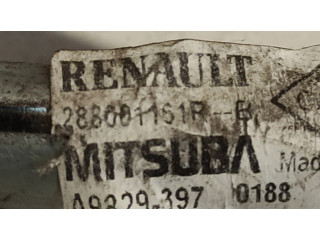 RENAULT
288001161R--B
MITSUBA Mad
A9829-397 0188